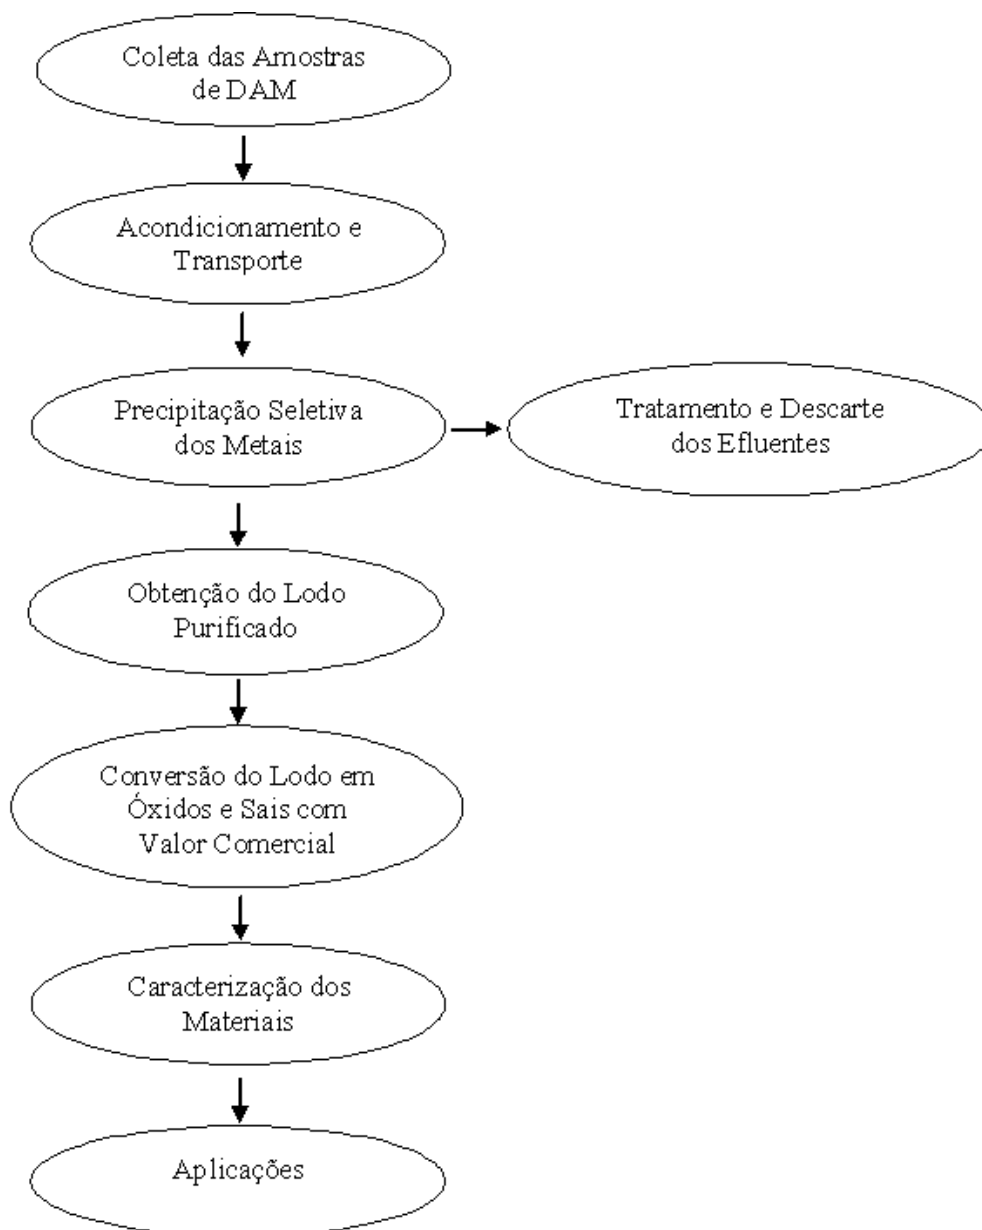 Coleta das Amostras
de DAM
Acondicionamento e
Transporte
Precipitação Seletiva
dos Metais
Tratamento e Descarte
dos Efluentes
Obtenção do Lodo
Purificado
Conversão do Lodo em
Óxidos e Sais com
Valor Comercial
Caracterização dos
Materiais
Aplicações